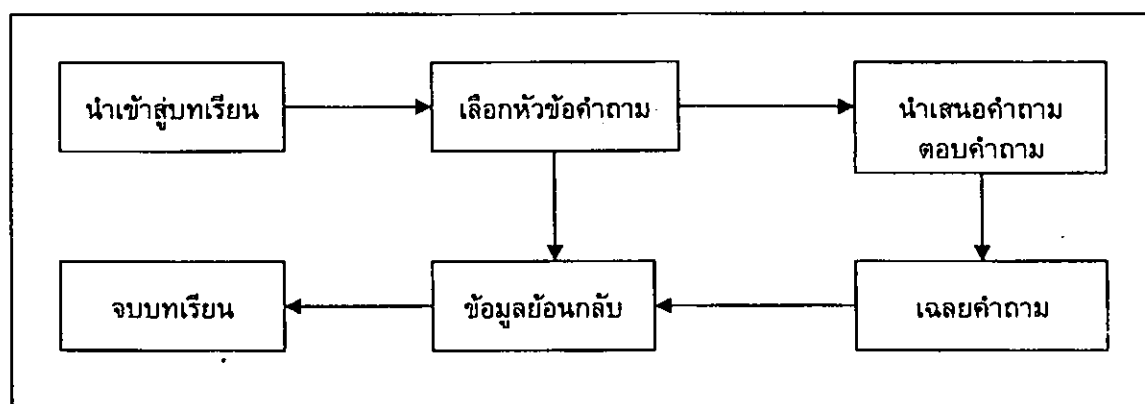 นำเข้าสู่บทเรียน
เลือกหัวข้อคำถาม
นำเสนอคำถาม
ตอบคำถาม
จบบทเรียน
ข้อมูลย้อนกลับ
เฉลยคำถาม